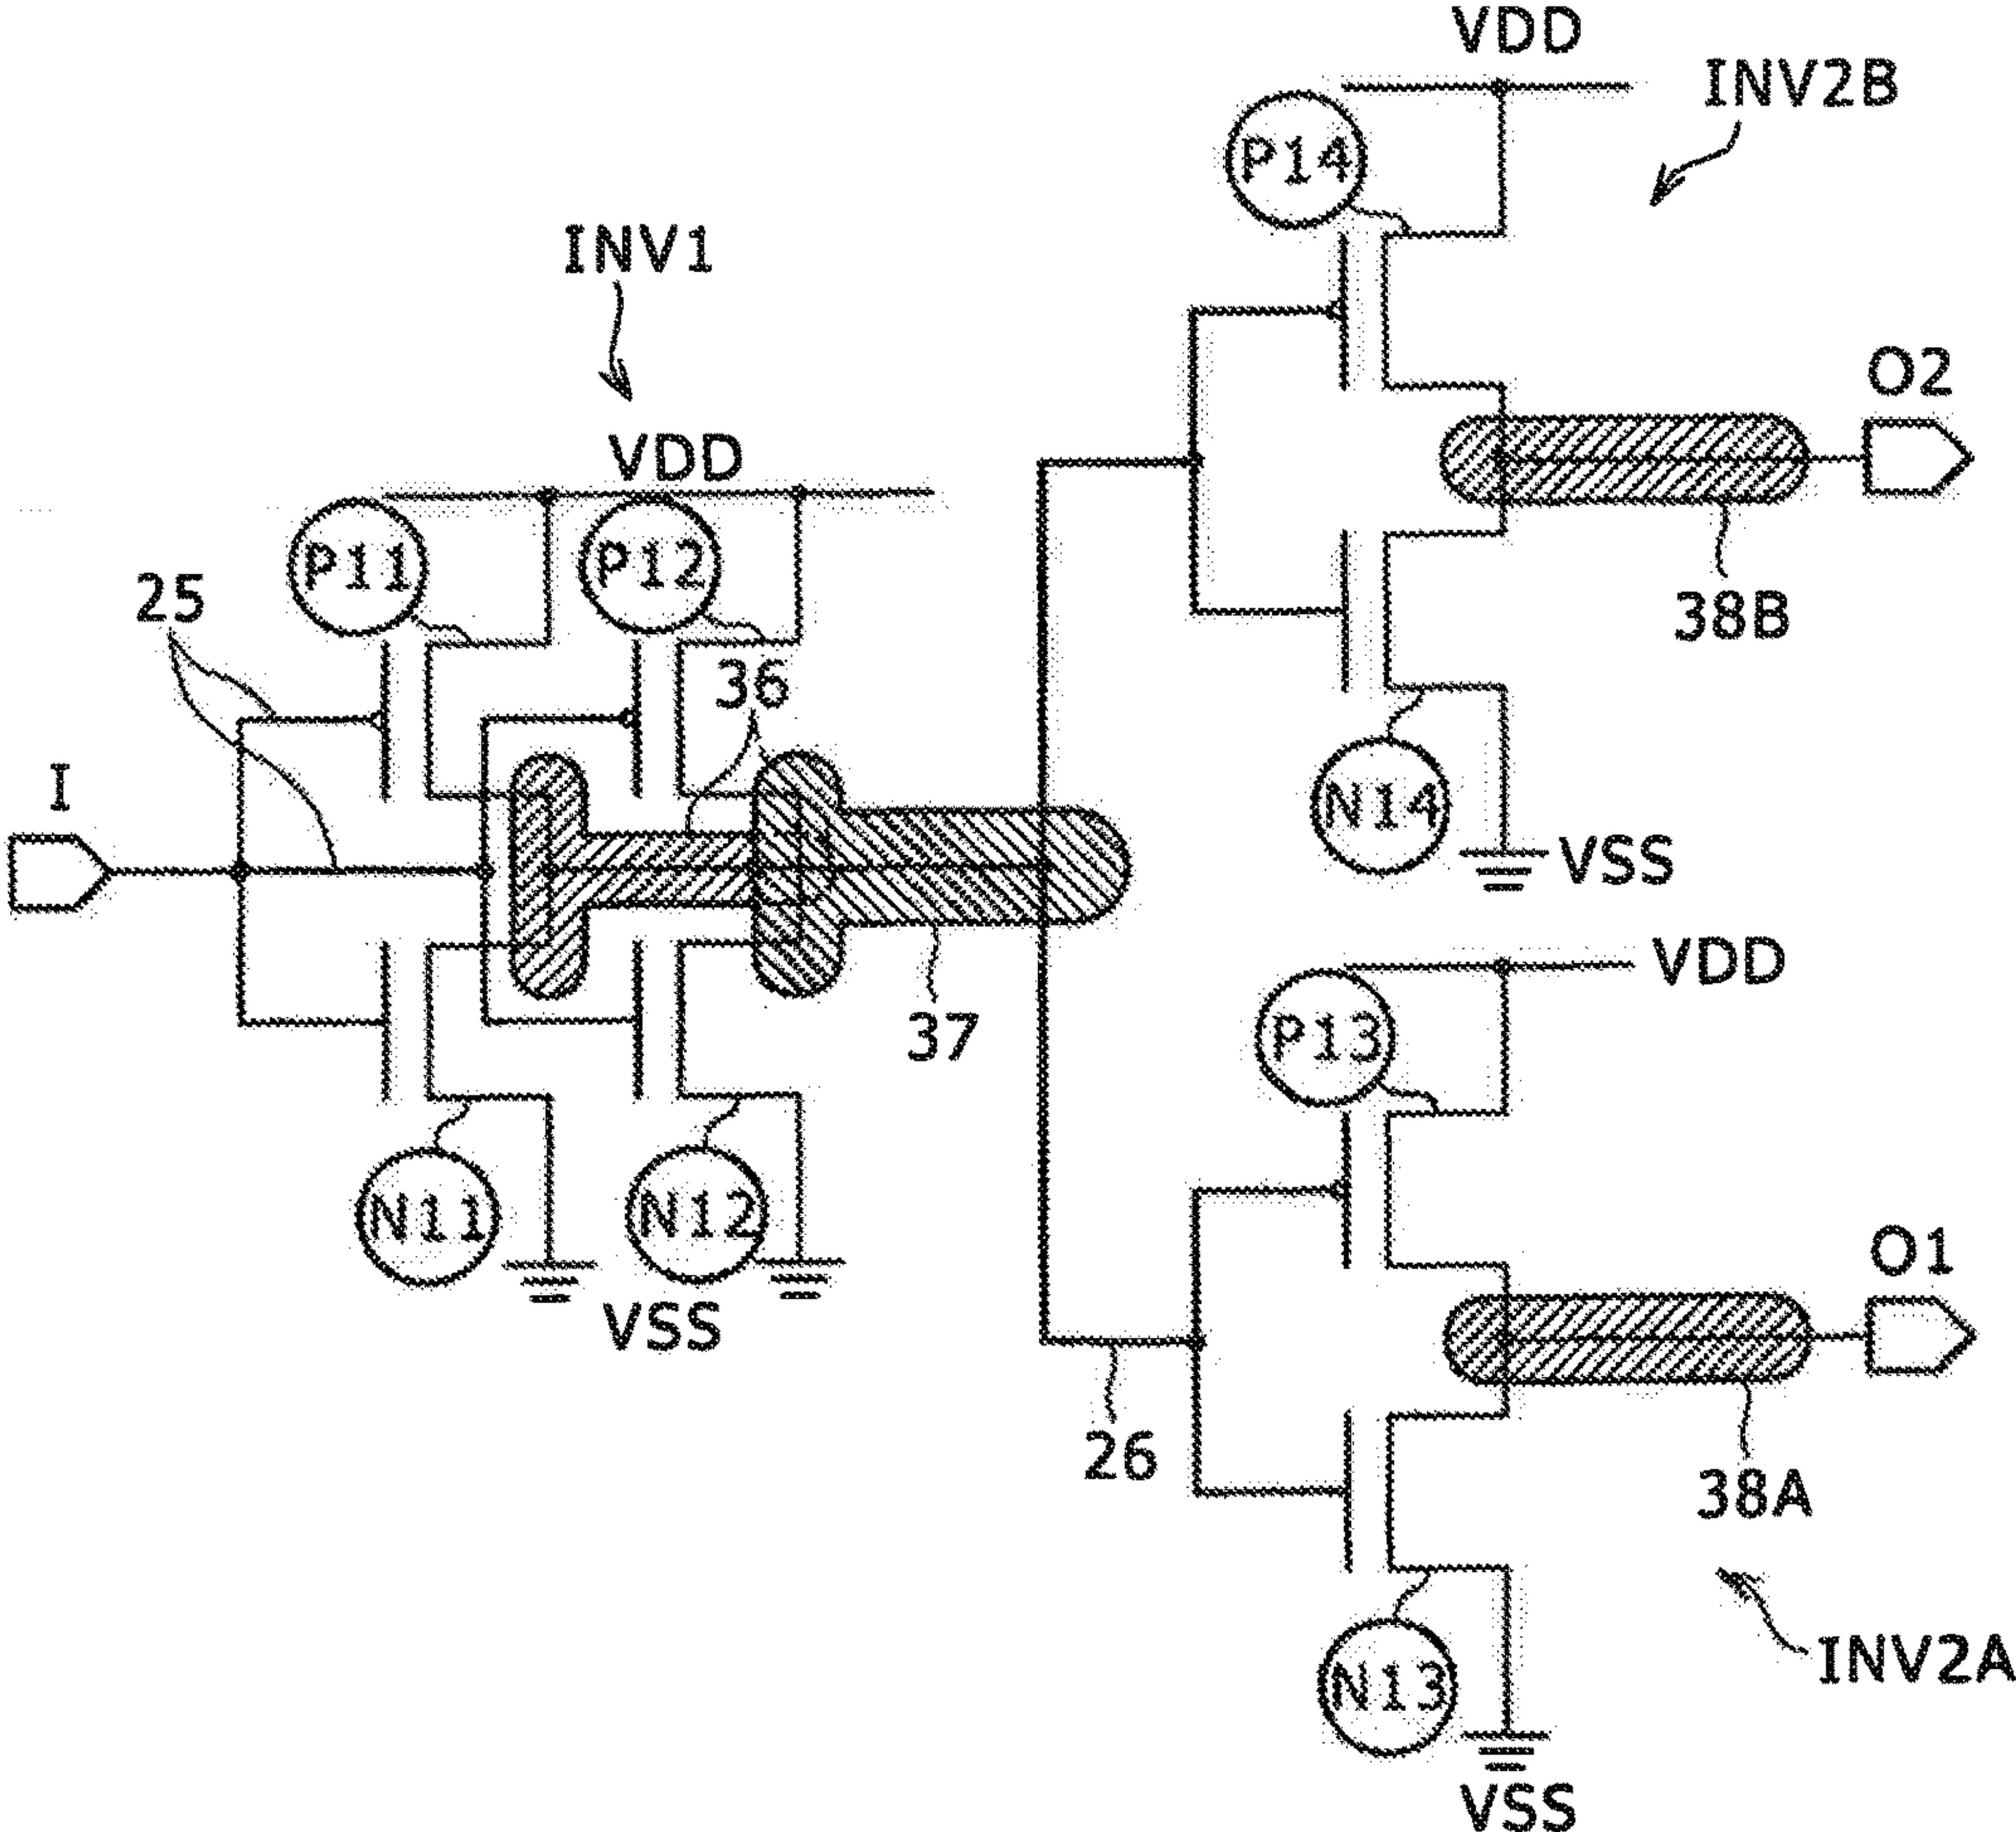 VDD
INV2B
P14
INV1
O2
VDD
P11
P12
25
38B
36
I
N14
VSS
VDD
37
P13
N11
N12
O1
VSS
26
38A
INV2A
N13
VSS